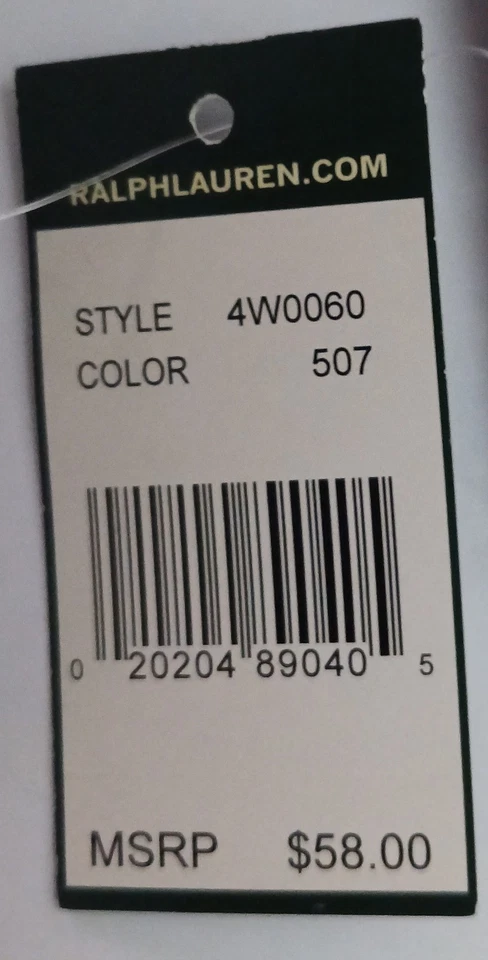 RALPHLAUREN.COM
STYLE 4W0060
COLOR 507
0 20204 89040 5
MSRP $58.00